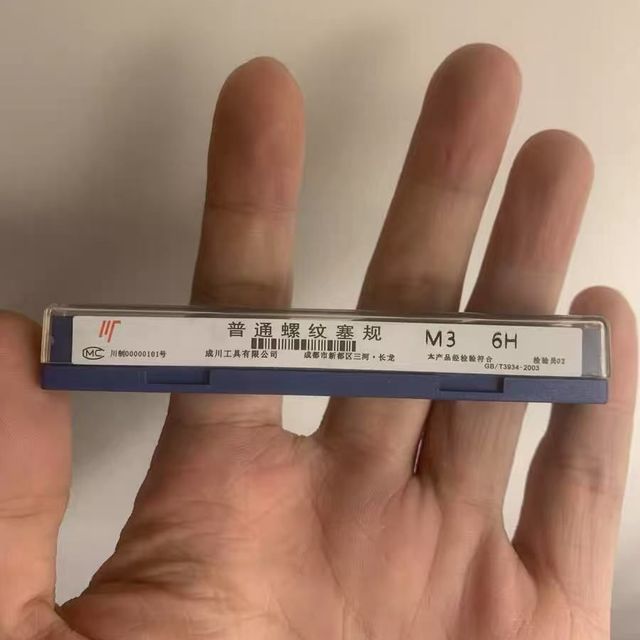 普通螺纹塞规 M3 6H
CMC 川制00000101号 成川工具有限公司 成都市新都区三河·长龙 本产品经检验符合 检验员02
GB/T3934-2003